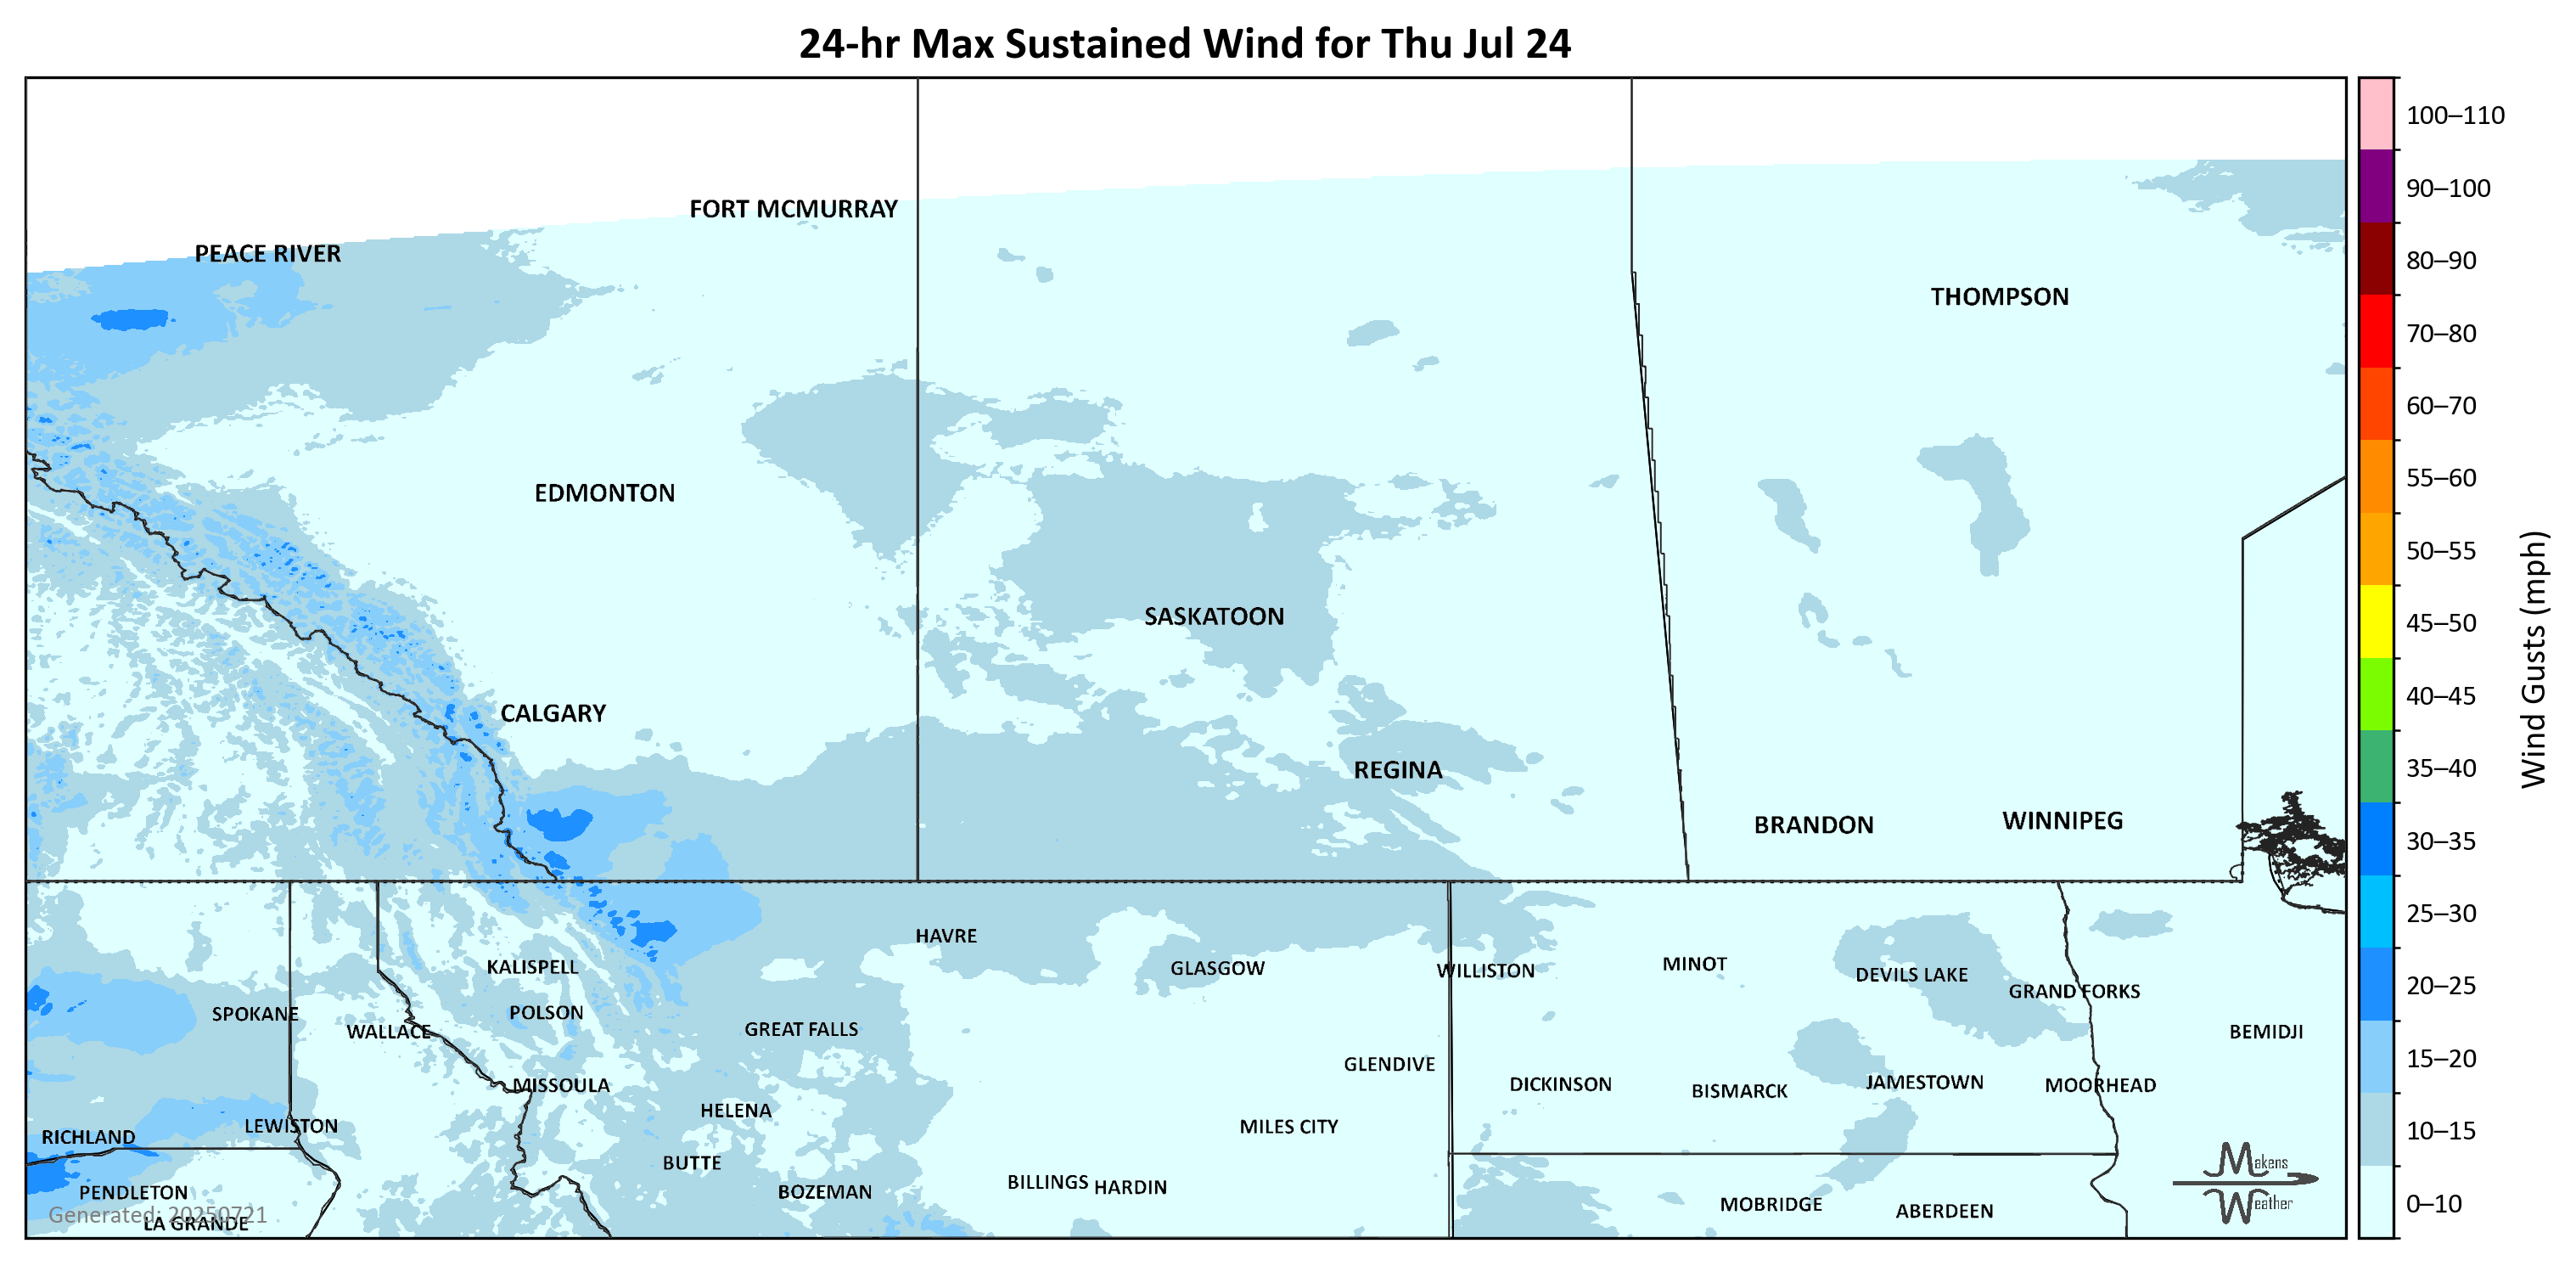 24-hr Max Sustained Wind for Thu Jul 24
100–110
90–100
80–90
70–80
60–70
55–60
50–55
45–50
40–45
35–40
30–35
25–30
20–25
15–20
10–15
0–10
Wind Gusts (mph)
FORT MCMURRAY
PEACE RIVER
THOMPSON
EDMONTON
SASKATOON
CALGARY
REGINA
BRANDON
WINNIPEG
HAVRE
KALISPELL
GLASGOW
WILLISTON
MINOT
DEVILS LAKE
GRAND FORKS
SPOKANE
POLSON
WALLACE
GREAT FALLS
BEMIDJI
GLENDIVE
MISSOULA
DICKINSON
BISMARCK
JAMESTOWN
MOORHEAD
HELENA
LEWISTON
MILES CITY
RICHLAND
BUTTE
PENDLETON
BOZEMAN
BILLINGS
HARDIN
MOBRIDGE
ABERDEEN
Generated: 20250721
LA GRANDE
Makens
Weather